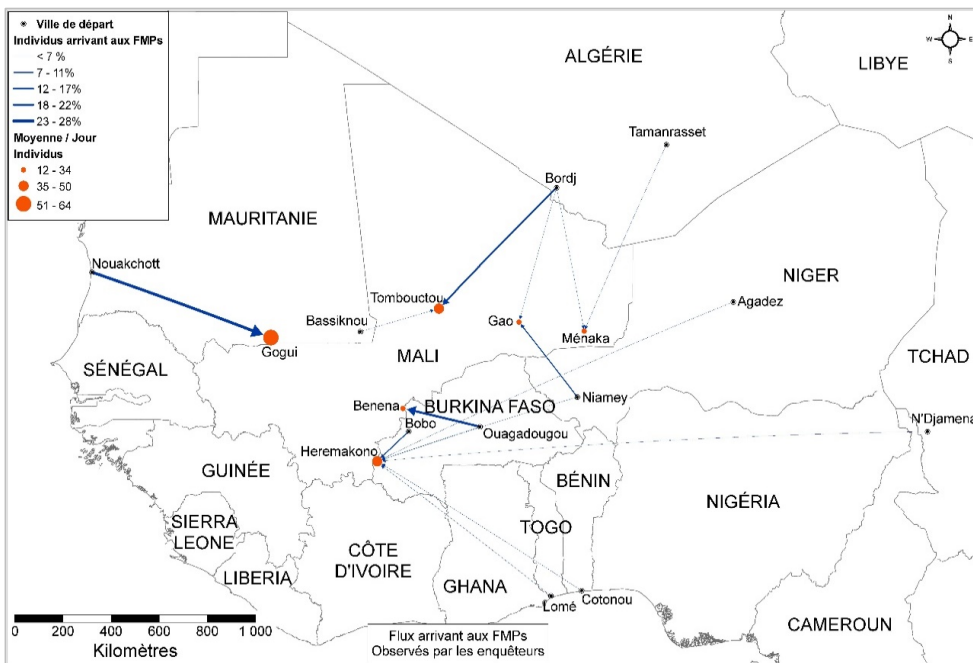 Ville de départ
Individus arrivant aux FMPs
< 7 %
7 - 11%
12 - 17%
18 - 22%
23 - 28%
Moyenne / Jour
Individus
12 - 34
35 - 50
51 - 64
N
W E
S
ALGÉRIE
LIBYE
Tamanrasset
Bordj
MAURITANIE
Nouakchott
NIGER
Tombouctou
Agadez
Bassiknou
Gao
Ménaka
Gogui
MALI
TCHAD
SÉNÉGAL
Niamey
Benena
BURKINA FASO
Bobo
Ouagadougou
N'Djamena
Heremakono
GUINÉE
BÉNIN
NIGÉRIA
SIERRA
LEONE
TOGO
CÔTE
D'IVOIRE
LIBERIA
GHANA
Lomé
Cotonou
CAMEROUN
0 200 400 600 800 1 000
Kilomètres
Flux arrivant aux FMPs
Observés par les enquêteurs